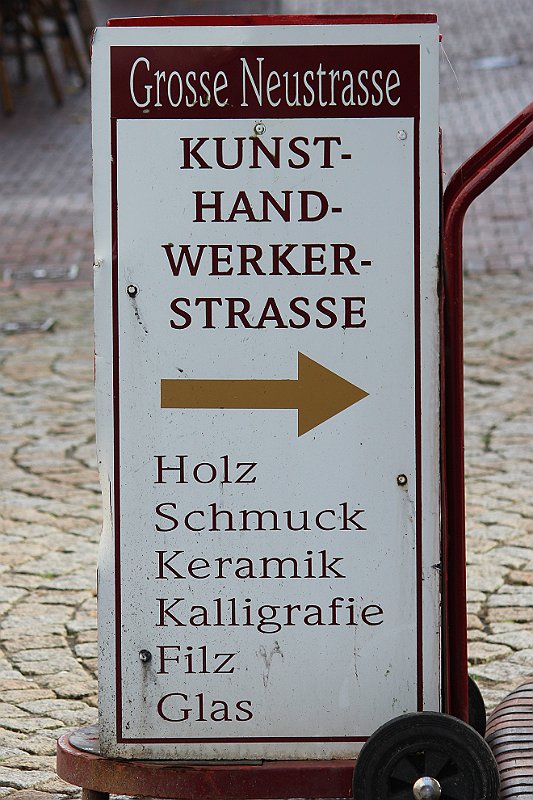 Grosse Neustrasse
KUNST-
HAND-
WERKER-
STRASSE
Holz
Schmuck
Keramik
Kalligrafie
Filz
Glas